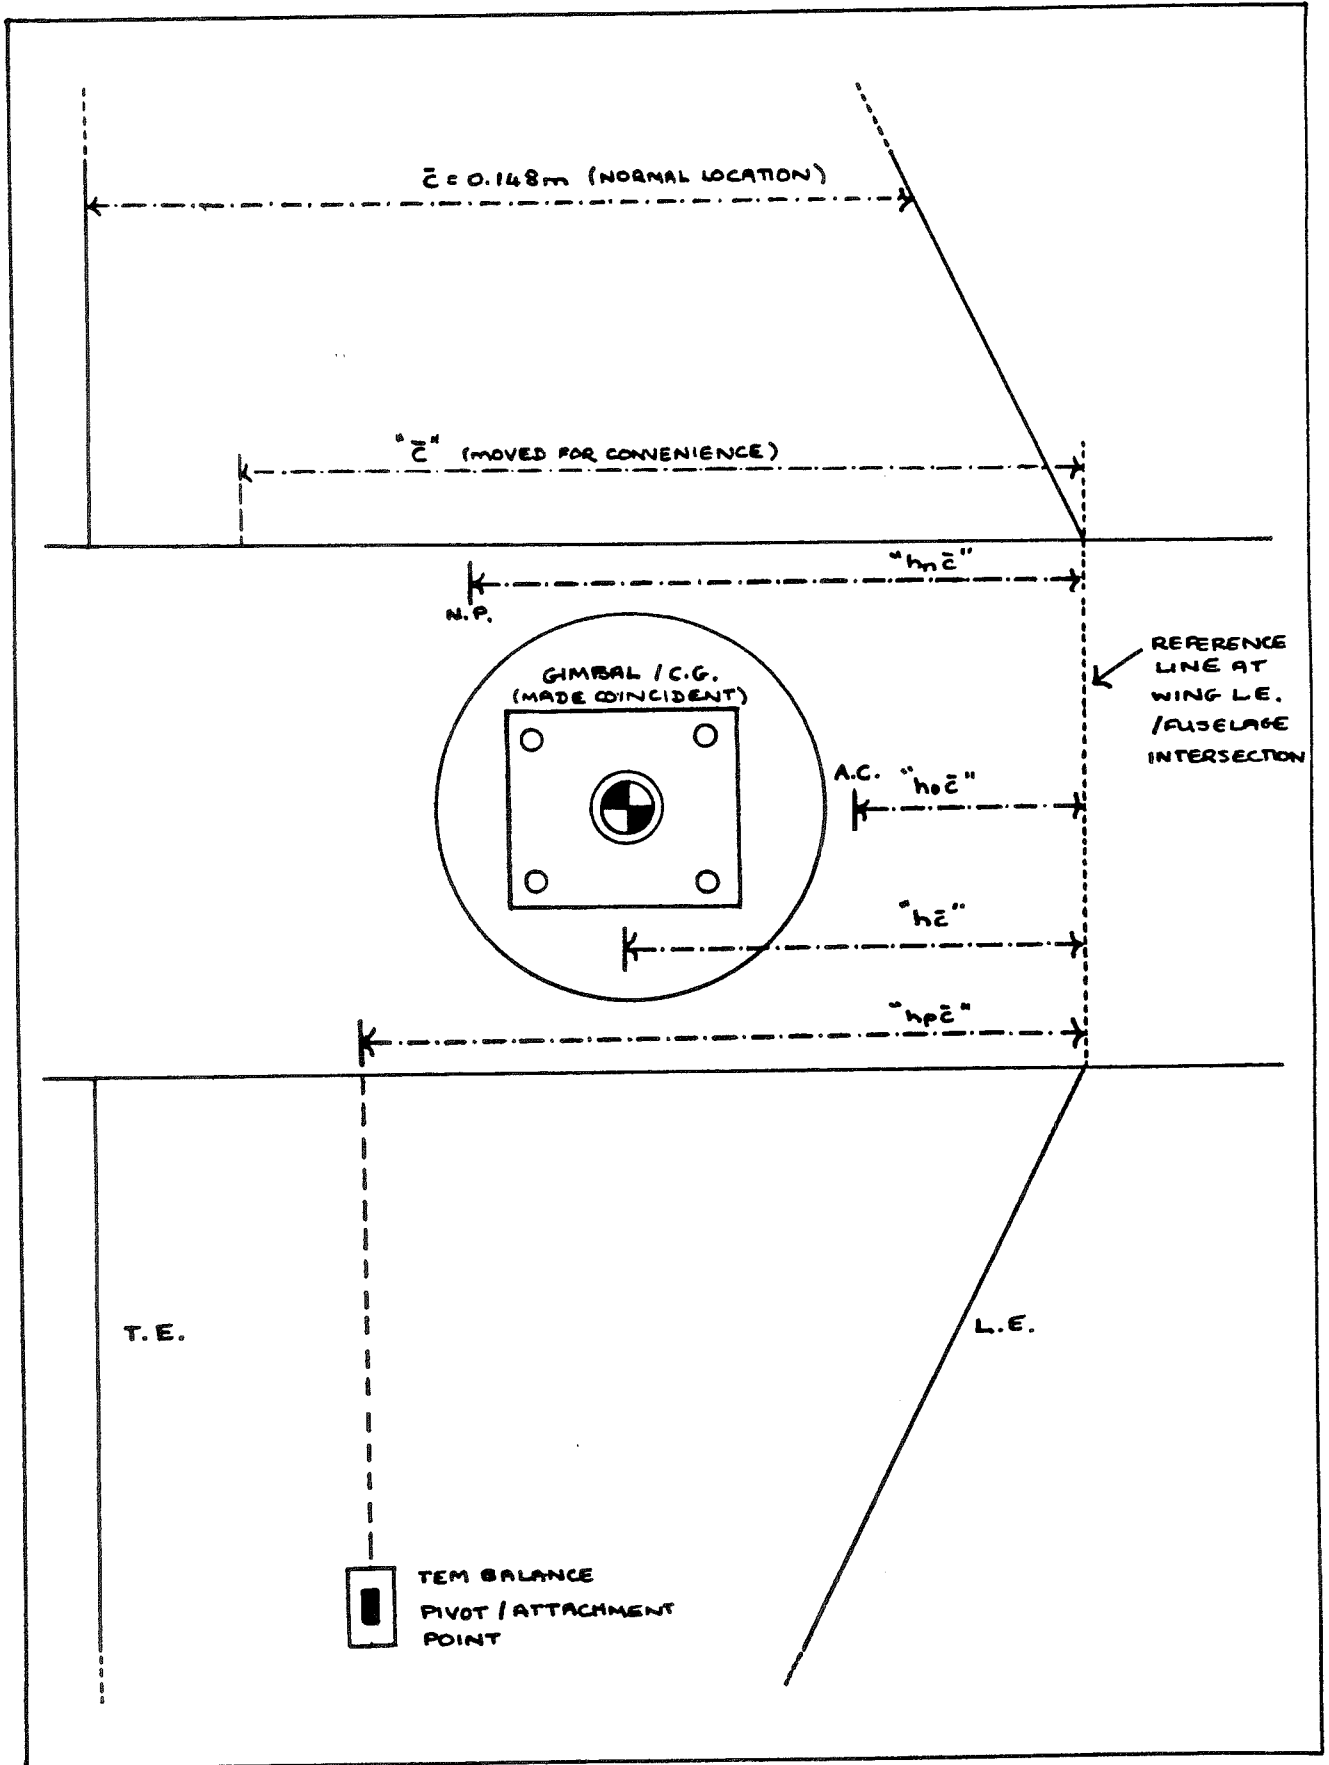 c̄ = 0.148m (NORMAL LOCATION)
"c̄" (MOVED FOR CONVENIENCE)
"hₙc̄"
N.P.
REFERENCE
LINE AT
WING L.E.
/FUSELAGE
INTERSECTION
GIMBAL / C.G.
(MADE COINCIDENT)
A.C. "h₀c̄"
"hc̄"
"hₚc̄"
T.E.
L.E.
TEM BALANCE
PIVOT / ATTACHMENT
POINT